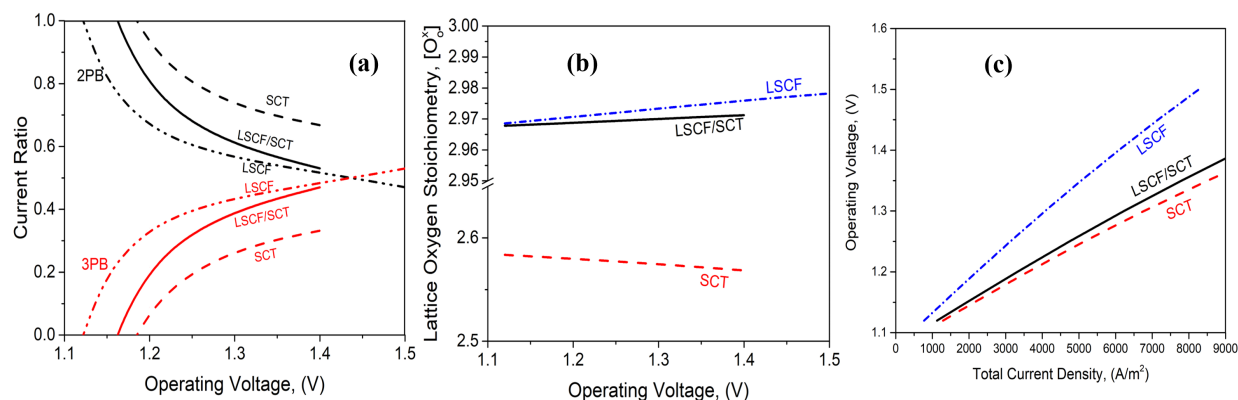 (a)
Current Ratio
1.0
0.8
0.6
0.4
0.2
0.0
2PB
SCT
LSCF/SCT
LSCF
LSCF
LSCF/SCT
3PB
SCT
1.1
1.2
1.3
1.4
1.5
Operating Voltage, (V)
(b)
Lattice Oxygen Stoichiometry, [Oₒˣ]
3.00
2.99
2.98
2.97
2.96
2.95
2.6
2.5
LSCF
LSCF/SCT
SCT
1.1
1.2
1.3
1.4
1.5
Operating Voltage, (V)
(c)
Operating Voltage, (V)
1.6
1.5
1.4
1.3
1.2
1.1
LSCF
LSCF/SCT
SCT
0
1000
2000
3000
4000
5000
6000
7000
8000
9000
Total Current Density, (A/m²)